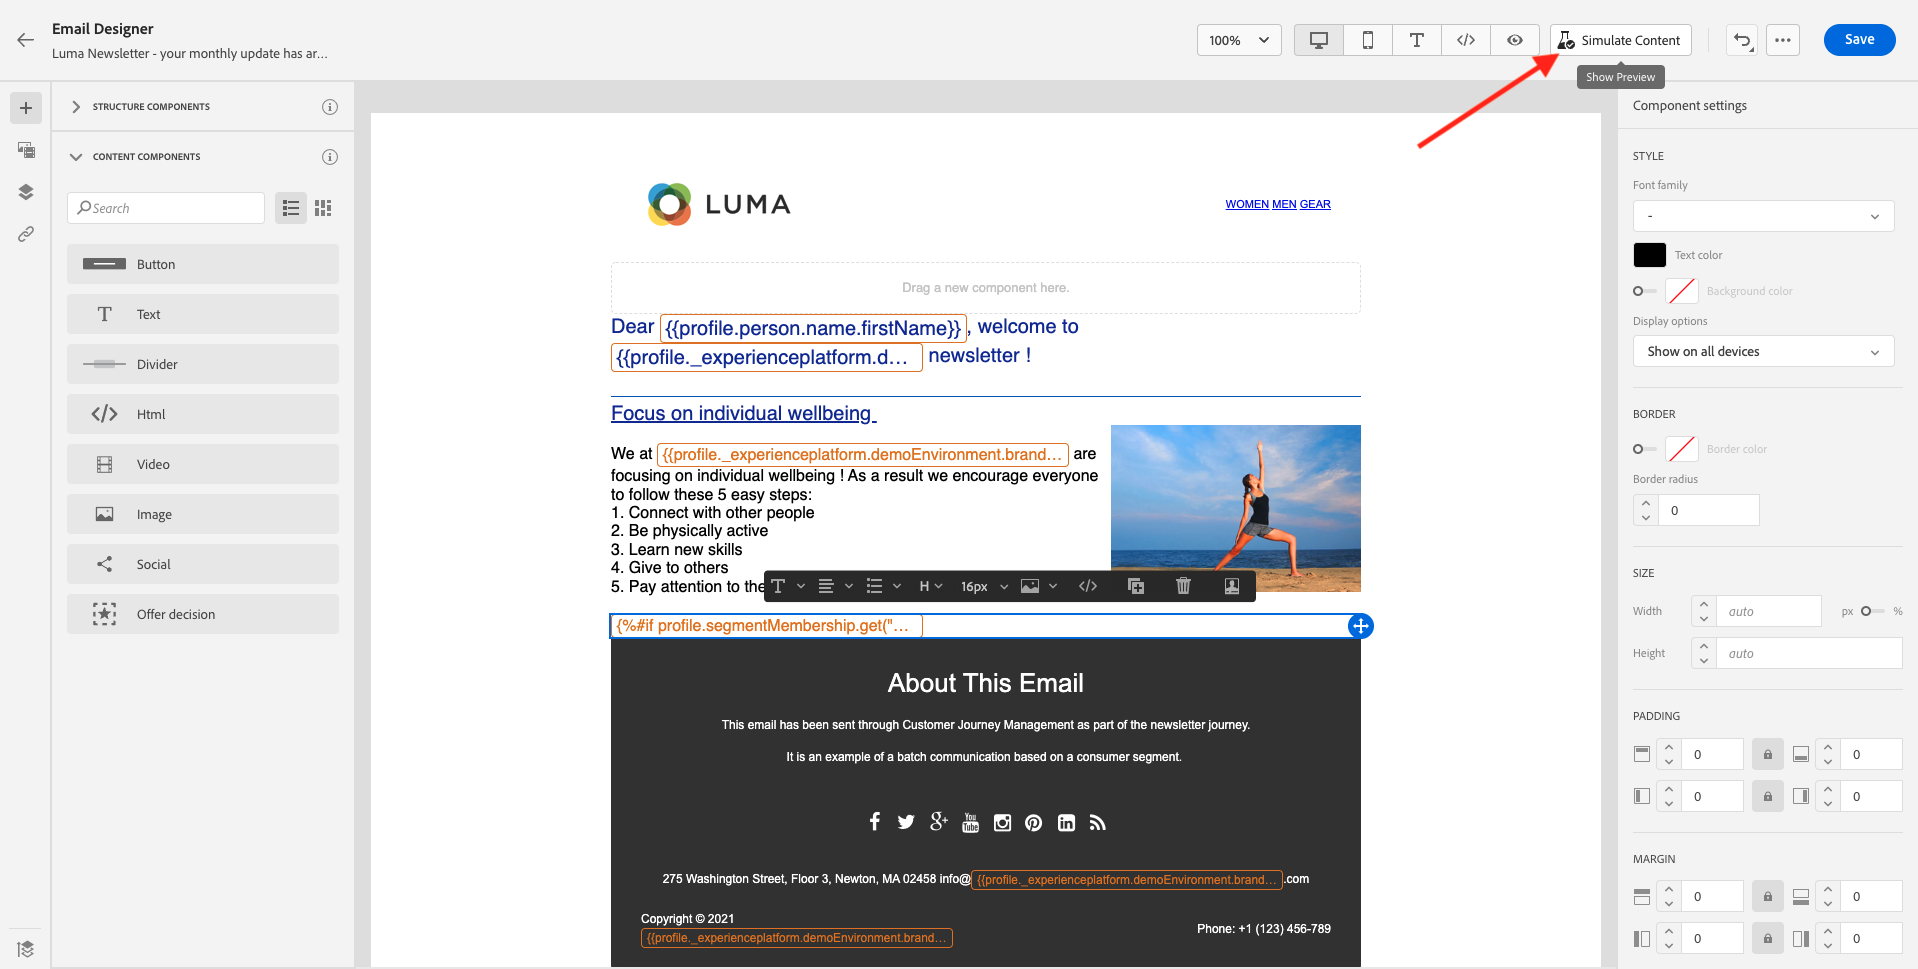 Email Designer
Luma Newsletter - your monthly update has ar...
100%
Simulate Content
Save
Show Preview
STRUCTURE COMPONENTS
CONTENT COMPONENTS
Search
Button
Text
Divider
Html
Video
Image
Social
Offer decision
LUMA
WOMEN MEN GEAR
Drag a new component here.
Dear {{profile.person.name.firstName}}, welcome to
{{profile._experienceplatform.d... newsletter !
Focus on individual wellbeing
We at {{profile._experienceplatform.demoEnvironment.brand... are
focusing on individual wellbeing ! As a result we encourage everyone
to follow these 5 easy steps:
1. Connect with other people
2. Be physically active
3. Learn new skills
4. Give to others
5. Pay attention to the
H
16px
{%#if profile.segmentMembership.get("...
About This Email
This email has been sent through Customer Journey Management as part of the newsletter journey.
It is an example of a batch communication based on a consumer segment.
You Tube
275 Washington Street, Floor 3, Newton, MA 02458 info@{{profile._experienceplatform.demoEnvironment.brand....com
Copyright © 2021
{{profile._experienceplatform.demoEnvironment.brand...
Phone: +1 (123) 456-789
Component settings
STYLE
Font family
-
Text color
Background color
Display options
Show on all devices
BORDER
Border color
Border radius
0
SIZE
Width auto px %
Height auto
PADDING
0 0
0 0
MARGIN
0 0
0 0